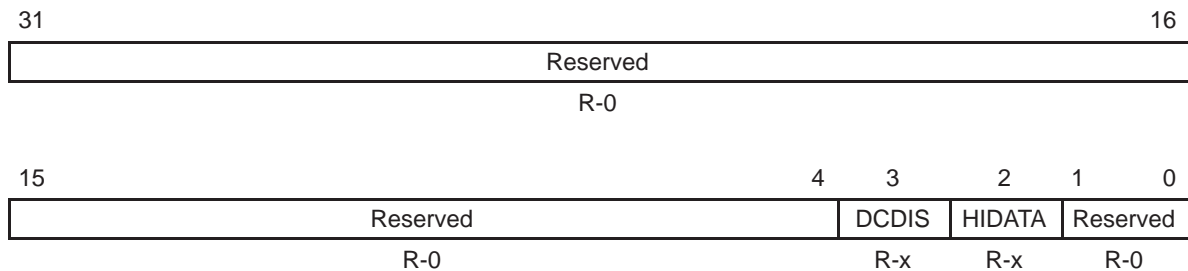 31 16
Reserved
R-0
15 4 3 2 1 0
Reserved DCDIS HIDATA Reserved
R-0 R-x R-x R-0